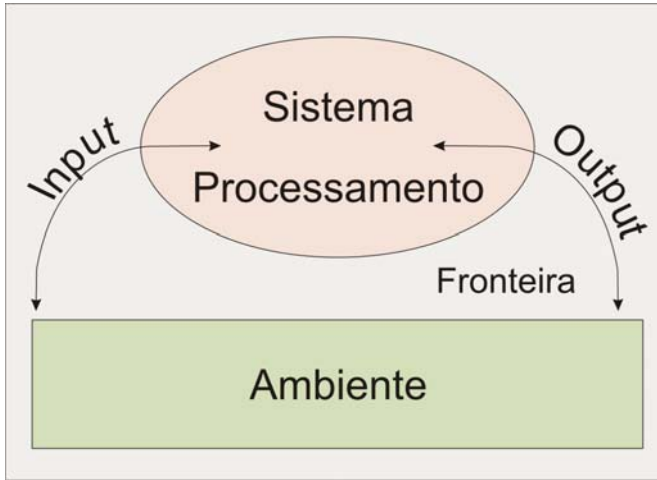 Sistema
Input
Output
Processamento
Fronteira
Ambiente